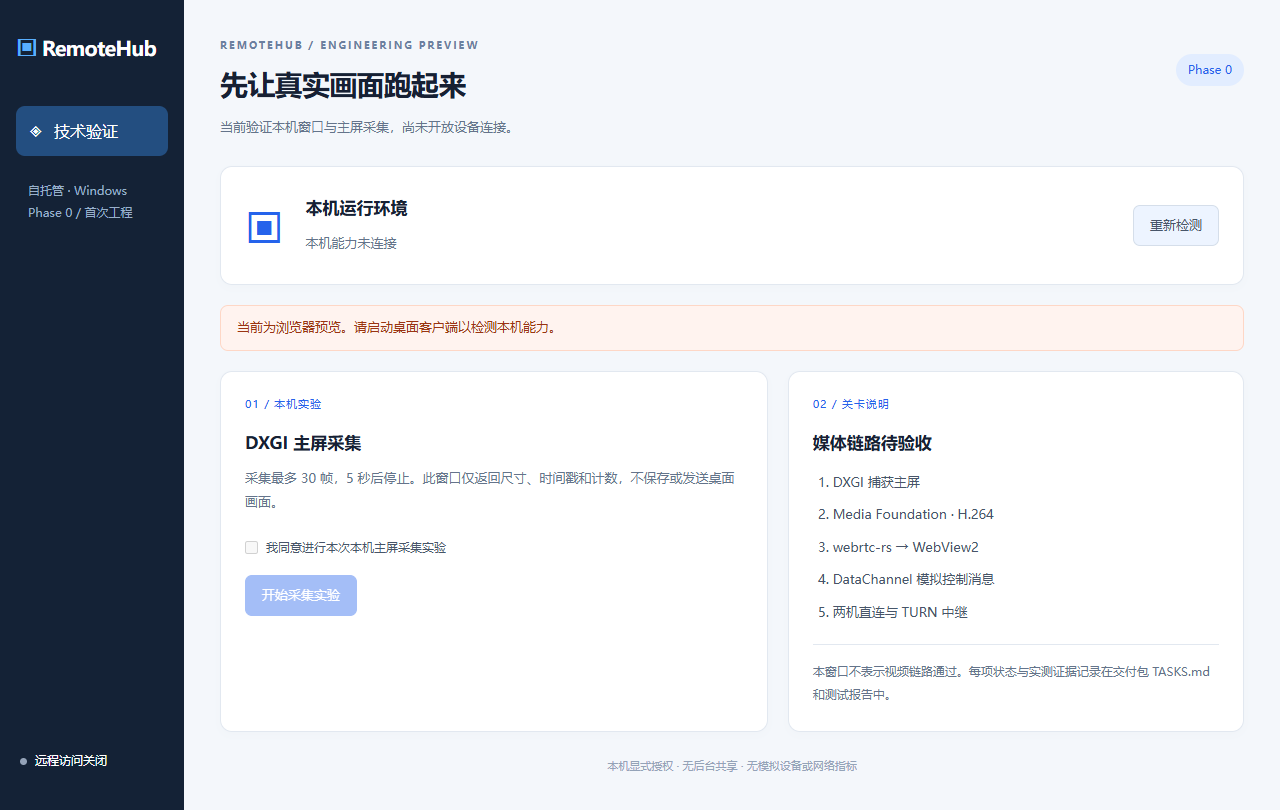 RemoteHub
技术验证
自托管 · Windows
Phase 0 / 首次工程
远程访问关闭
REMOTEHUB / ENGINEERING PREVIEW
先让真实画面跑起来
当前验证本机窗口与主屏采集，尚未开放设备连接。
Phase 0
本机运行环境
本机能力未连接
重新检测
当前为浏览器预览。请启动桌面客户端以检测本机能力。
01 / 本机实验
DXGI 主屏采集
采集最多 30 帧，5 秒后停止。此窗口仅返回尺寸、时间戳和计数，不保存或发送桌面
画面。
我同意进行本次本机主屏采集实验
开始采集实验
02 / 关卡说明
媒体链路待验收
1. DXGI 捕获主屏
2. Media Foundation · H.264
3. webrtc-rs → WebView2
4. DataChannel 模拟控制消息
5. 两机直连与 TURN 中继
本窗口不表示视频链路通过。每项状态与实测证据记录在交付包 TASKS.md
和测试报告中。
本机显式授权 · 无后台共享 · 无模拟设备或网络指标